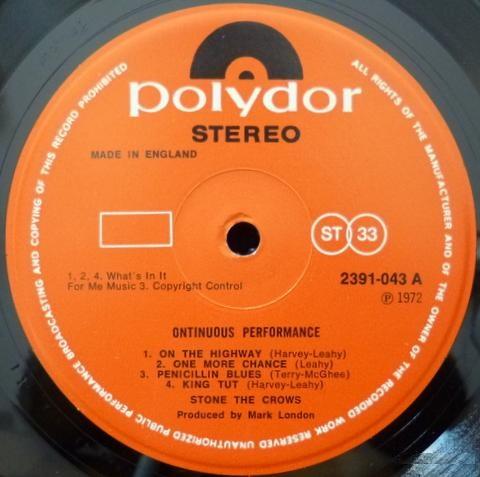 polydor
STEREO
MADE IN ENGLAND
ST 33
1, 2, 4. What's In It
For Me Music 3. Copyright Control
2391-043 A
Ⓟ 1972
ONTINUOUS PERFORMANCE
1. ON THE HIGHWAY (Harvey-Leahy)
2. ONE MORE CHANCE (Leahy)
3. PENICILLIN BLUES (Terry-McGhee)
4. KING TUT (Harvey-Leahy)
STONE THE CROWS
Produced by Mark London
ALL RIGHTS OF THE MANUFACTURER AND OF THE OWNER OF THE RECORDED WORK RESERVED UNAUTHORIZED PUBLIC PERFORMANCE BROADCASTING AND COPYING OF THIS RECORD PROHIBITED